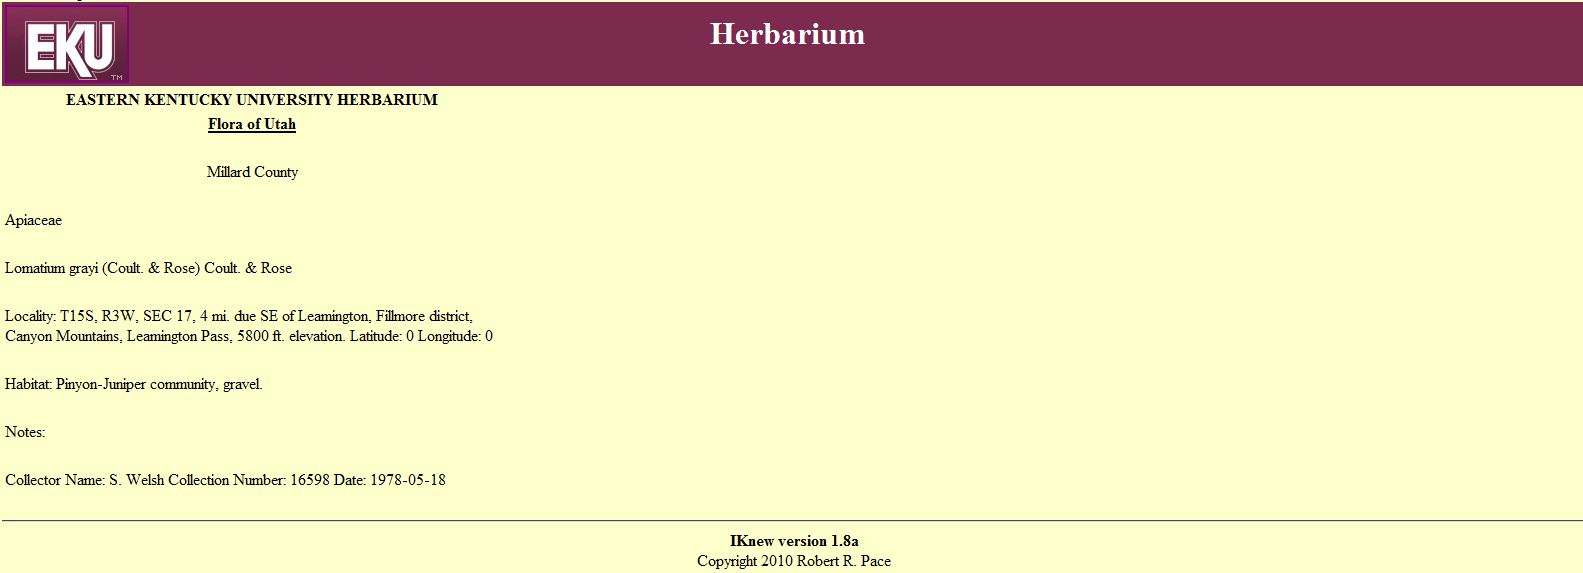 EKU
TM
Herbarium
EASTERN KENTUCKY UNIVERSITY HERBARIUM
Flora of Utah
Millard County
Apiaceae
Lomatium grayi (Coult. & Rose) Coult. & Rose
Locality: T15S, R3W, SEC 17, 4 mi. due SE of Leamington, Fillmore district,
Canyon Mountains, Leamington Pass, 5800 ft. elevation. Latitude: 0 Longitude: 0
Habitat: Pinyon-Juniper community, gravel.
Notes:
Collector Name: S. Welsh Collection Number: 16598 Date: 1978-05-18
IKnew version 1.8a
Copyright 2010 Robert R. Pace